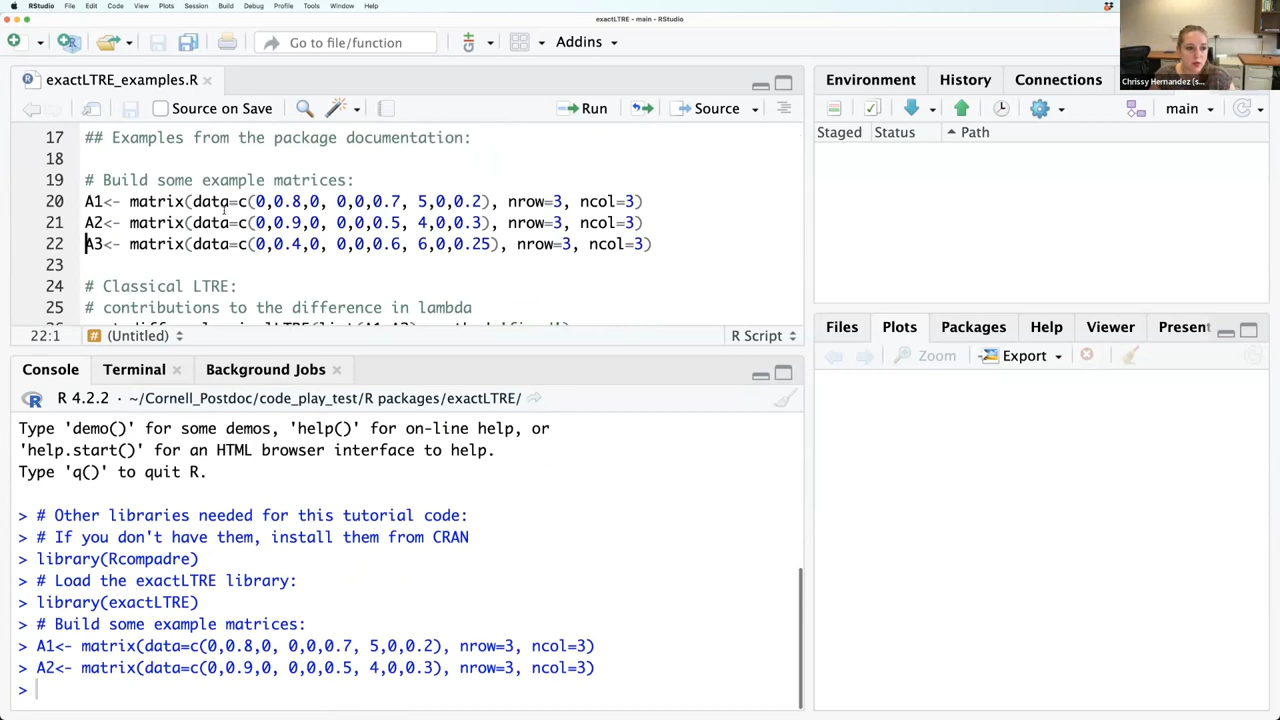 RStudio File Edit Code View Plots Session Build Debug Profile Tools Window Help
exactLTRE - main - RStudio
Go to file/function Addins
exactLTRE_examples.R
Source on Save Run Source
17 ## Examples from the package documentation:
18
19 # Build some example matrices:
20 A1<- matrix(data=c(0,0.8,0, 0,0,0.7, 5,0,0.2), nrow=3, ncol=3)
21 A2<- matrix(data=c(0,0.9,0, 0,0,0.5, 4,0,0.3), nrow=3, ncol=3)
22 A3<- matrix(data=c(0,0.4,0, 0,0,0.6, 6,0,0.25), nrow=3, ncol=3)
23
24 # Classical LTRE:
25 # contributions to the difference in lambda
22:1 # (Untitled) R Script
Console Terminal Background Jobs
R 4.2.2 · ~/Cornell_Postdoc/code_play_test/R packages/exactLTRE/
Type 'demo()' for some demos, 'help()' for on-line help, or
'help.start()' for an HTML browser interface to help.
Type 'q()' to quit R.
> # Other libraries needed for this tutorial code:
> # If you don't have them, install them from CRAN
> library(Rcompadre)
> # Load the exactLTRE library:
> library(exactLTRE)
> # Build some example matrices:
> A1<- matrix(data=c(0,0.8,0, 0,0,0.7, 5,0,0.2), nrow=3, ncol=3)
> A2<- matrix(data=c(0,0.9,0, 0,0,0.5, 4,0,0.3), nrow=3, ncol=3)
>
Environment History Connections
main
Staged Status Path
Files Plots Packages Help Viewer Present
Zoom Export
Chrissy Hernandez (s...